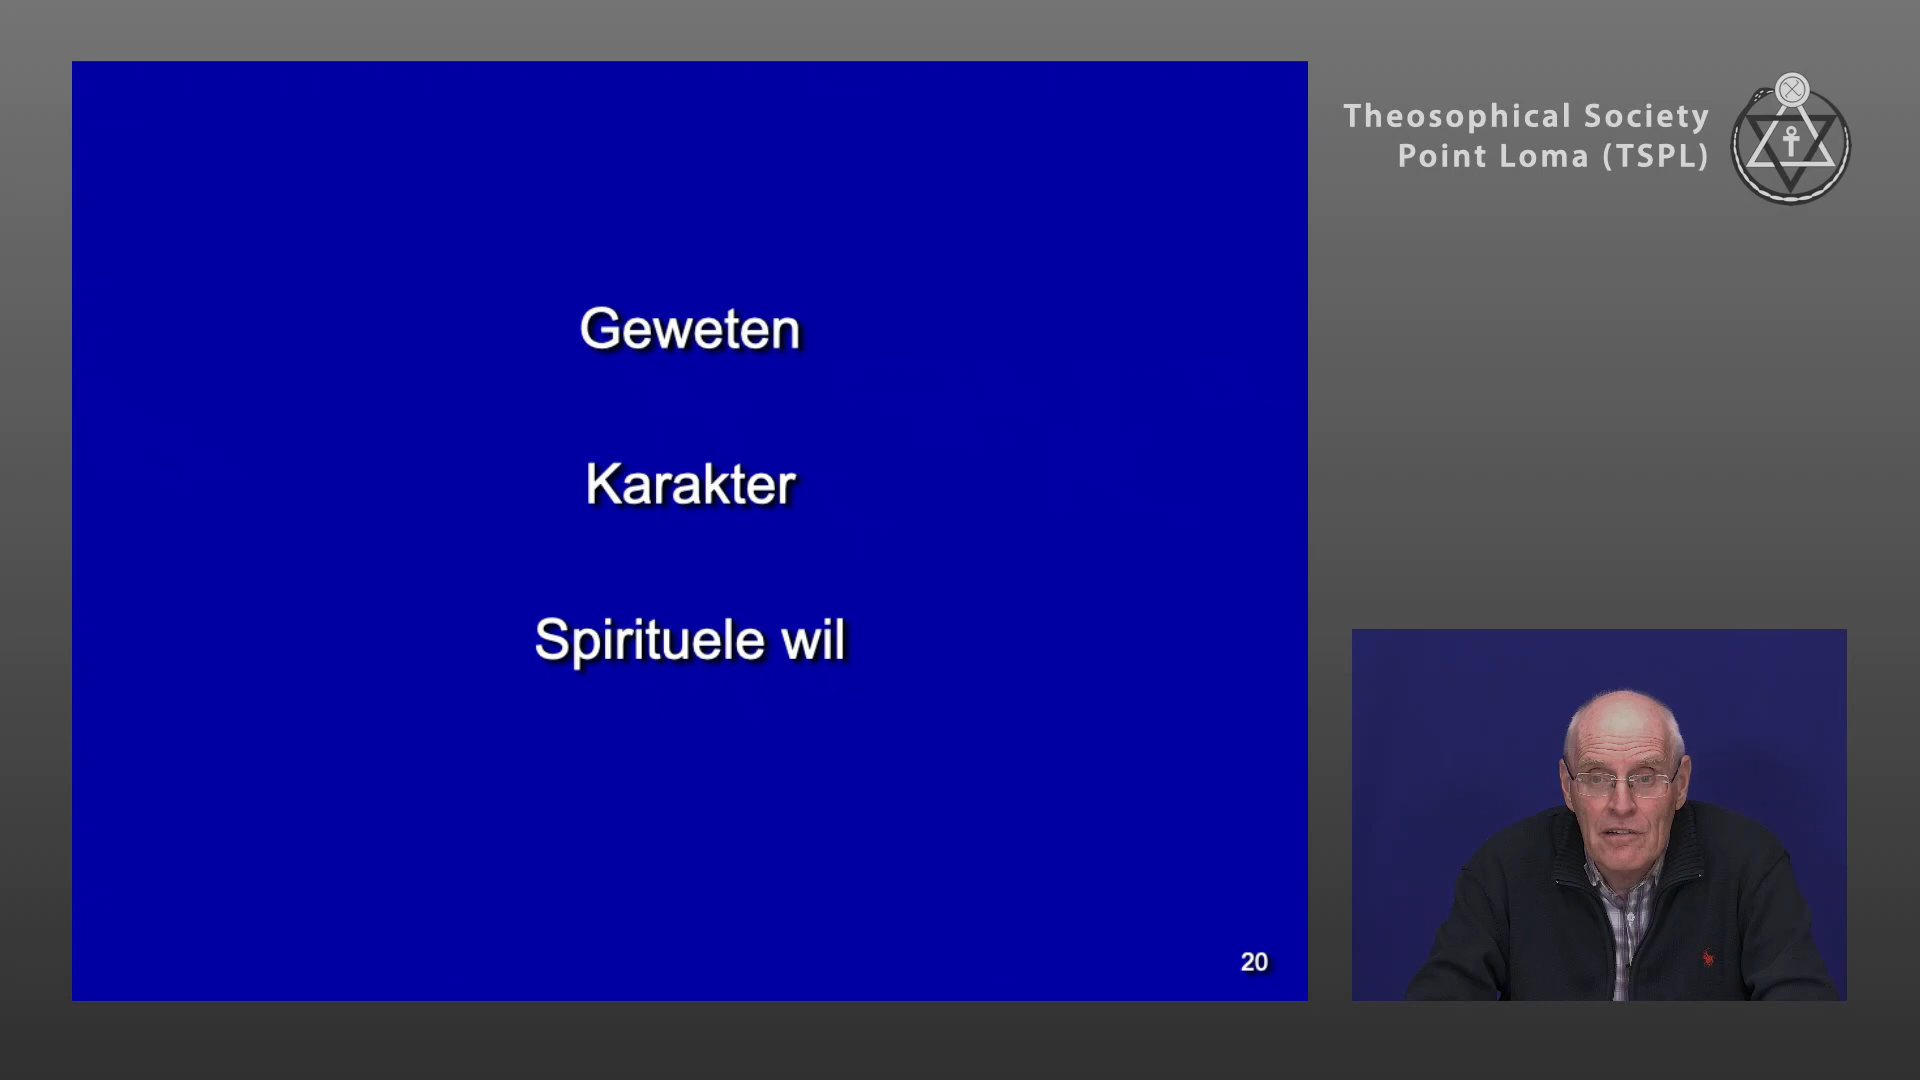 Theosophical Society
Point Loma (TSPL)
Geweten
Karakter
Spirituele wil
20